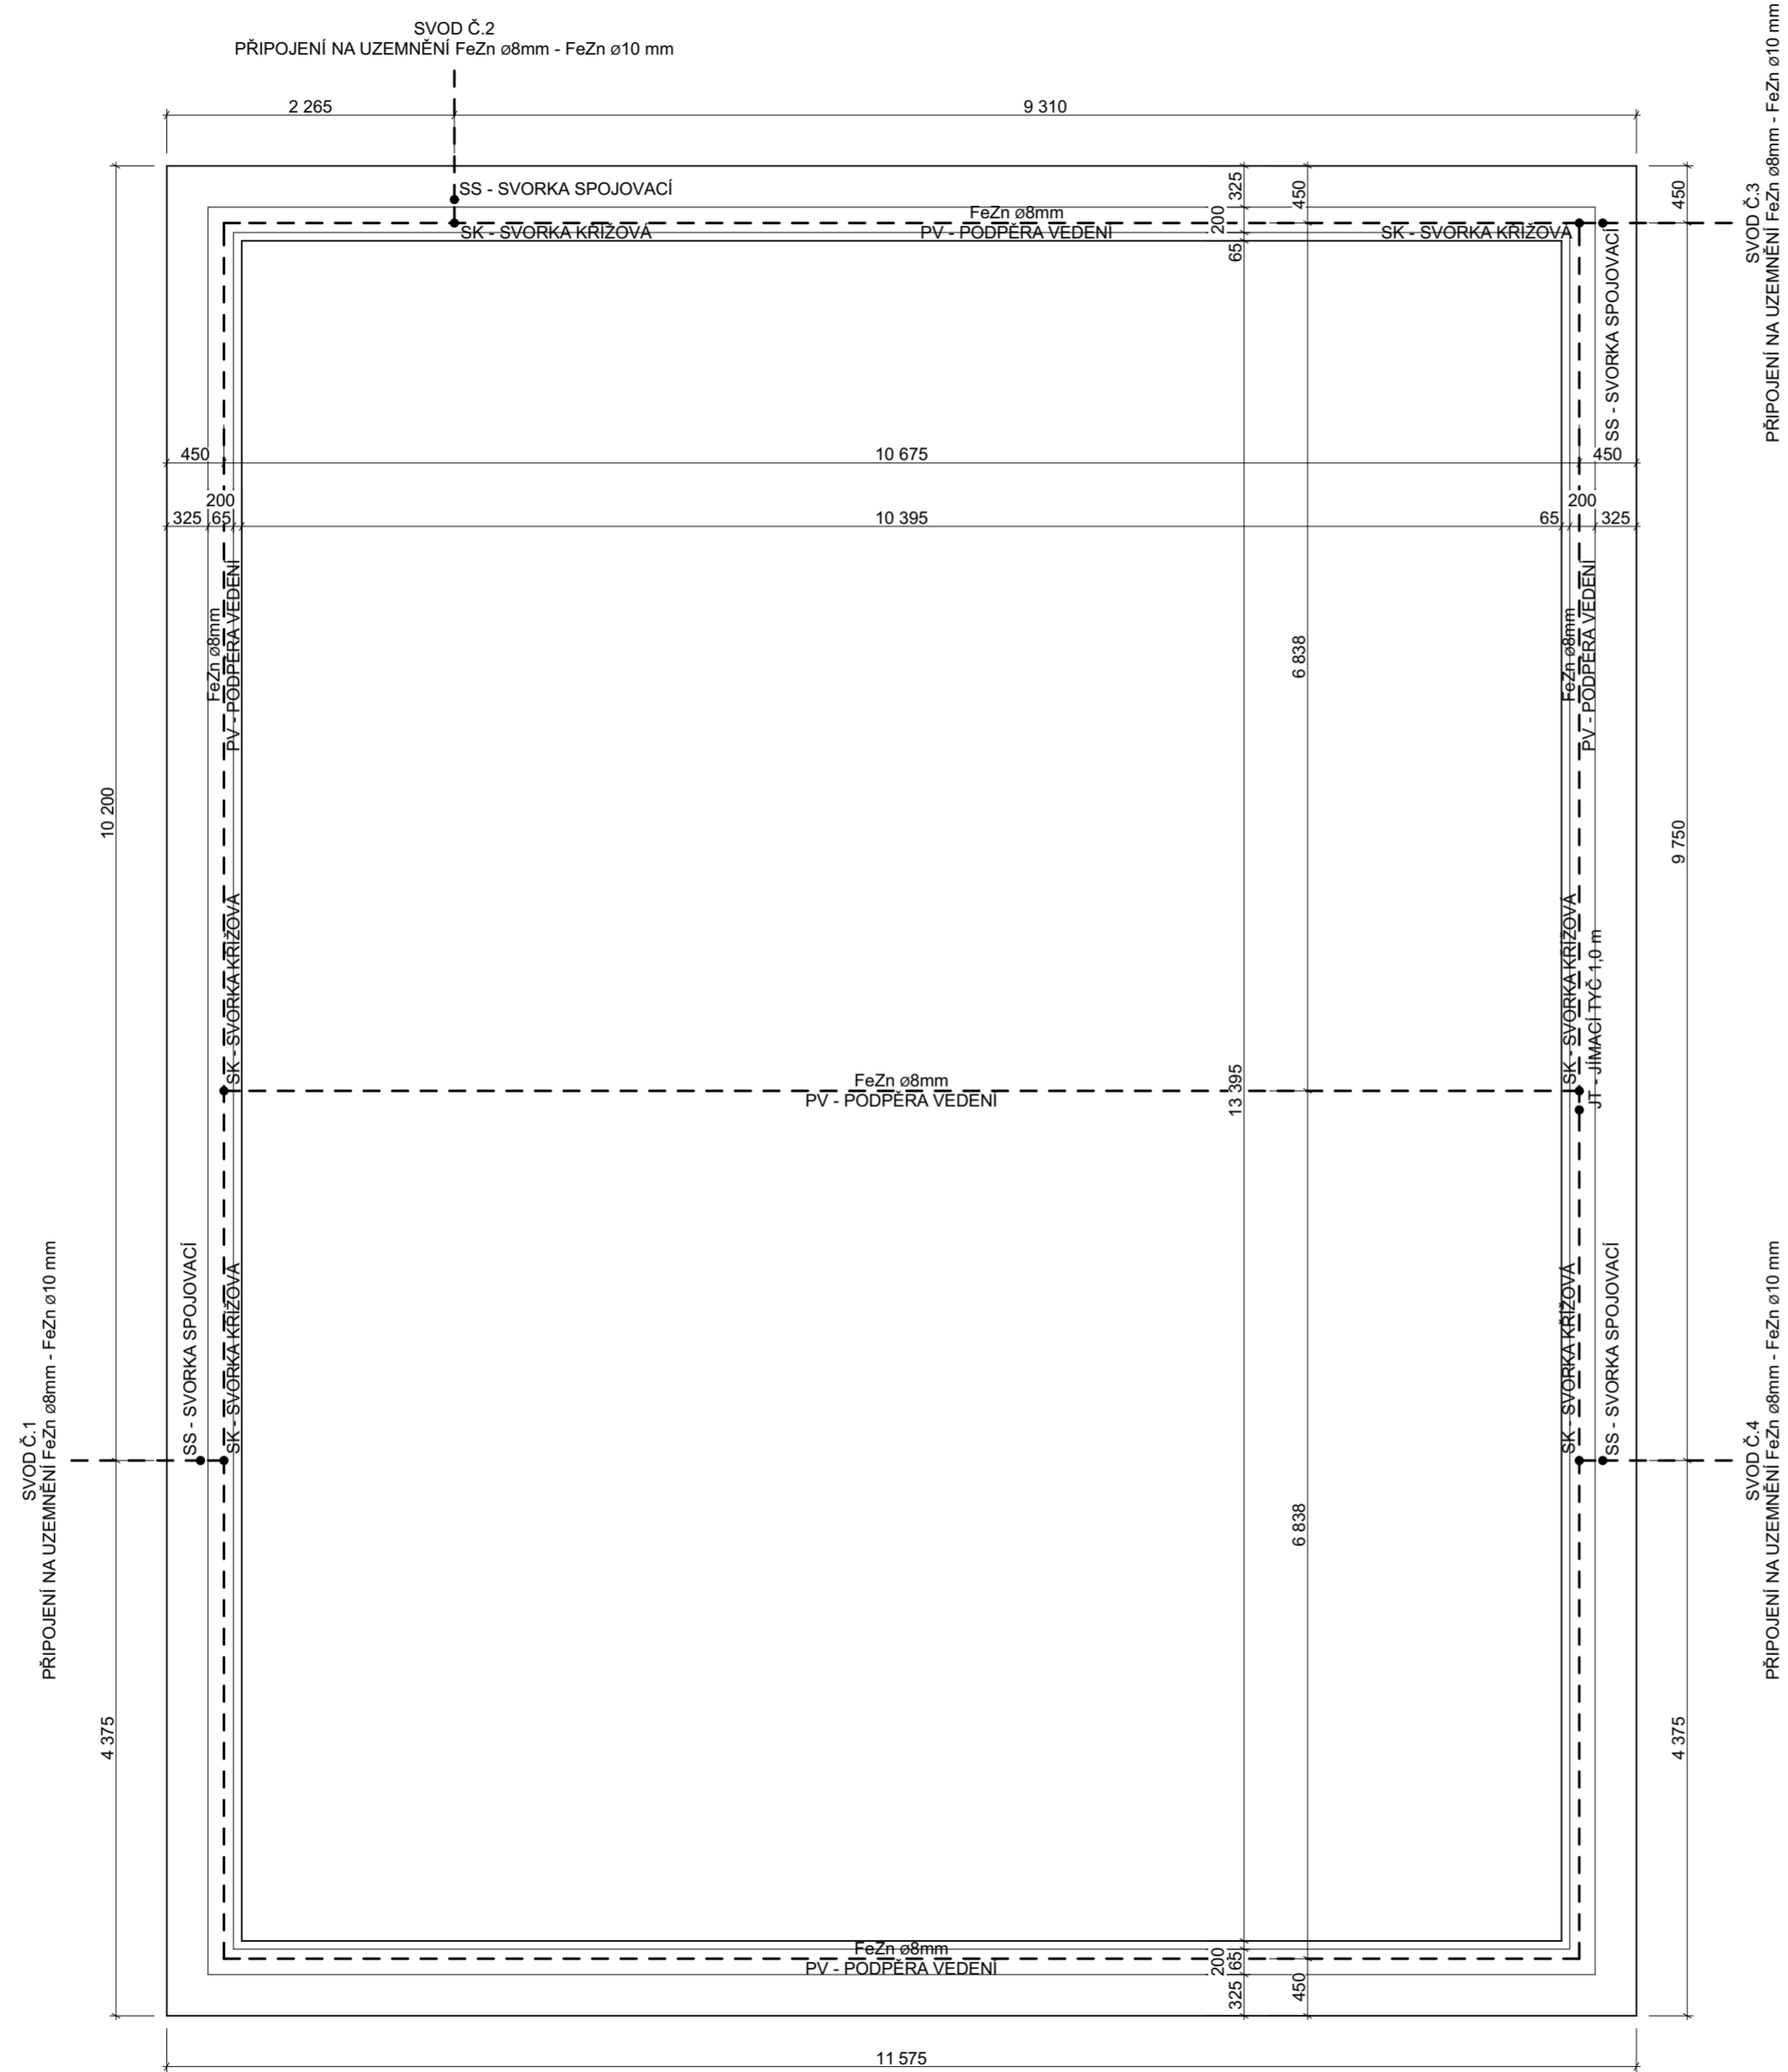 SVOD Č.2
PŘIPOJENÍ NA UZEMNĚNÍ FeZn ø8mm - FeZn ø10 mm
2 265
9 310
SS - SVORKA SPOJOVACÍ
SK - SVORKA KŘÍŽOVÁ
FeZn ø8mm
PV - PODPĚRA VEDENÍ
SK - SVORKA KŘÍŽOVÁ
325
200
65
450
450
SVOD Č.3
PŘIPOJENÍ NA UZEMNĚNÍ FeZn ø8mm - FeZn ø10 mm
SS - SVORKA SPOJOVACÍ
450
10 675
450
200
200
325
65
10 395
65
325
FeZn ø8mm
PV - PODPĚRA VEDENÍ
6 838
FeZn ø8mm
PV - PODPĚRA VEDENÍ
10 200
9 750
SK - SVORKA KŘÍŽOVÁ
SK - SVORKA KŘÍŽOVÁ
JT - JÍMACÍ TYČ 1,0 m
FeZn ø8mm
PV - PODPĚRA VEDENÍ
13 395
SVOD Č.1
PŘIPOJENÍ NA UZEMNĚNÍ FeZn ø8mm - FeZn ø10 mm
SS - SVORKA SPOJOVACÍ
SK - SVORKA KŘÍŽOVÁ
6 838
SK - SVORKA KŘÍŽOVÁ
SS - SVORKA SPOJOVACÍ
SVOD Č.4
PŘIPOJENÍ NA UZEMNĚNÍ FeZn ø8mm - FeZn ø10 mm
4 375
4 375
FeZn ø8mm
PV - PODPĚRA VEDENÍ
200
65
325
450
11 575